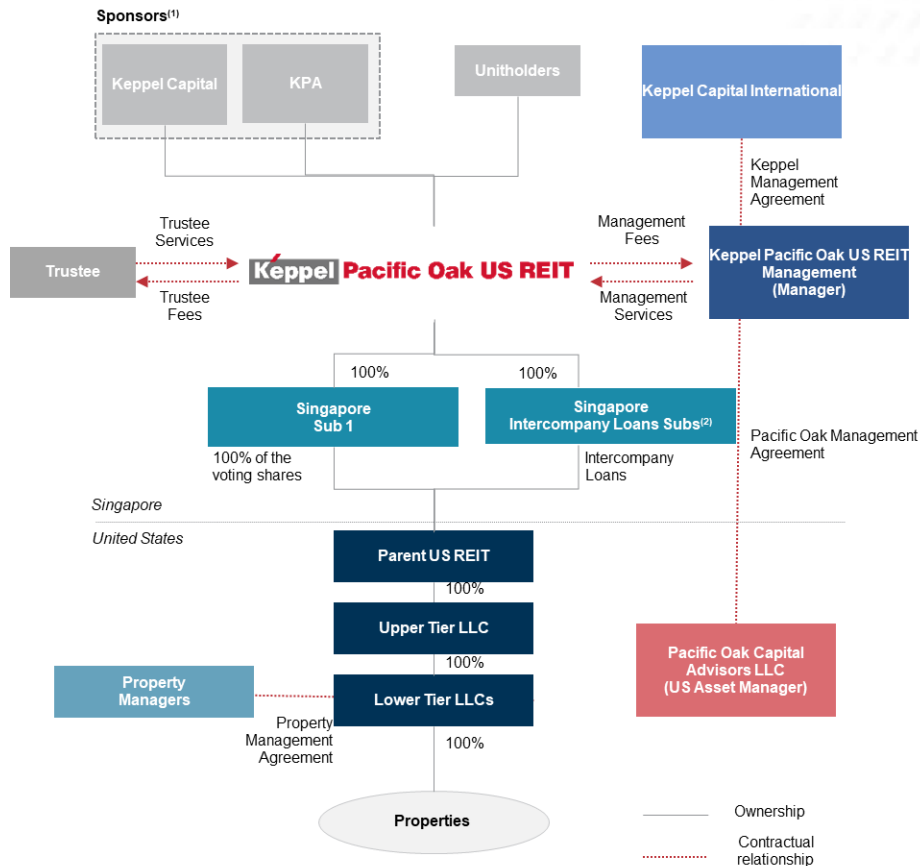 Sponsors(1)
Keppel Capital
KPA
Unitholders
Keppel Capital International
Keppel
Management
Agreement
Trustee
Services
Management
Fees
Trustee
Keppel Pacific Oak US REIT
Keppel Pacific Oak US REIT
Management
(Manager)
Trustee
Fees
Management
Services
100%
100%
Singapore
Sub 1
Singapore
Intercompany Loans Subs(2)
100% of the
voting shares
Intercompany
Loans
Pacific Oak Management
Agreement
Singapore
United States
Parent US REIT
100%
Upper Tier LLC
100%
Pacific Oak Capital
Advisors LLC
(US Asset Manager)
Property
Managers
Lower Tier LLCs
Property
Management
Agreement
100%
Properties
Ownership
Contractual
relationship